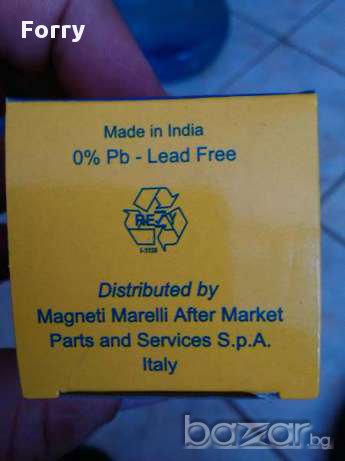 Forry
Made in India
0% Pb - Lead Free
RESY
Distributed by
Magneti Marelli After Market
Parts and Services S.p.A.
Italy
bazar.bg